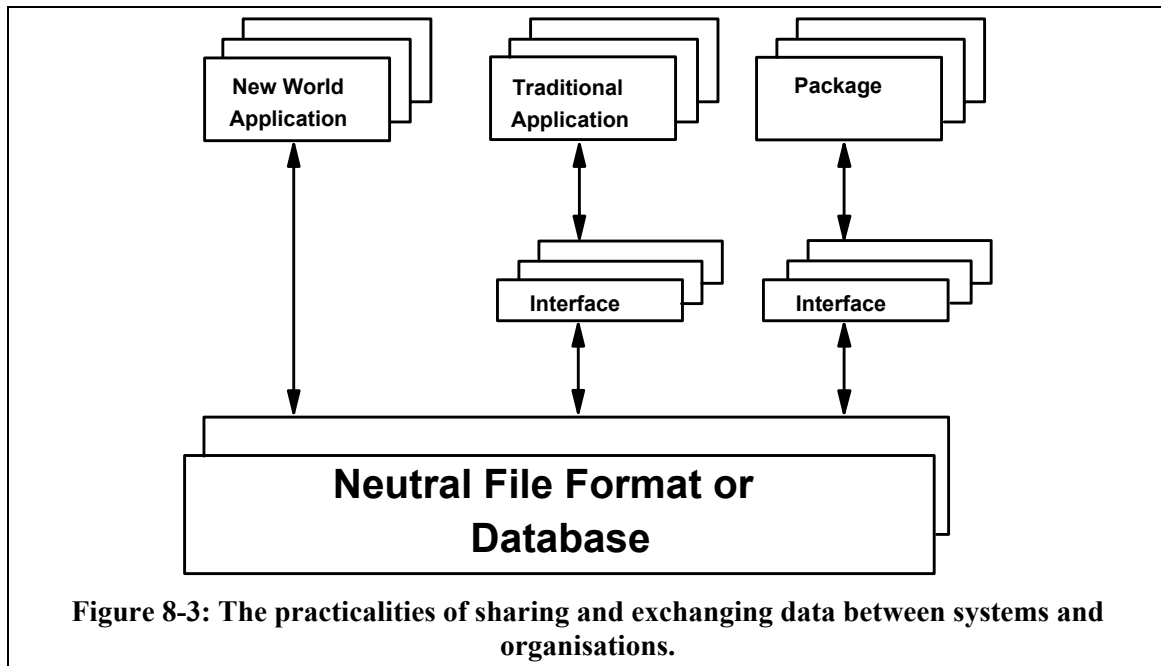 New World
Application
Traditional
Application
Package
Interface
Interface
Neutral File Format or
Database
Figure 8-3: The practicalities of sharing and exchanging data between systems and
organisations.